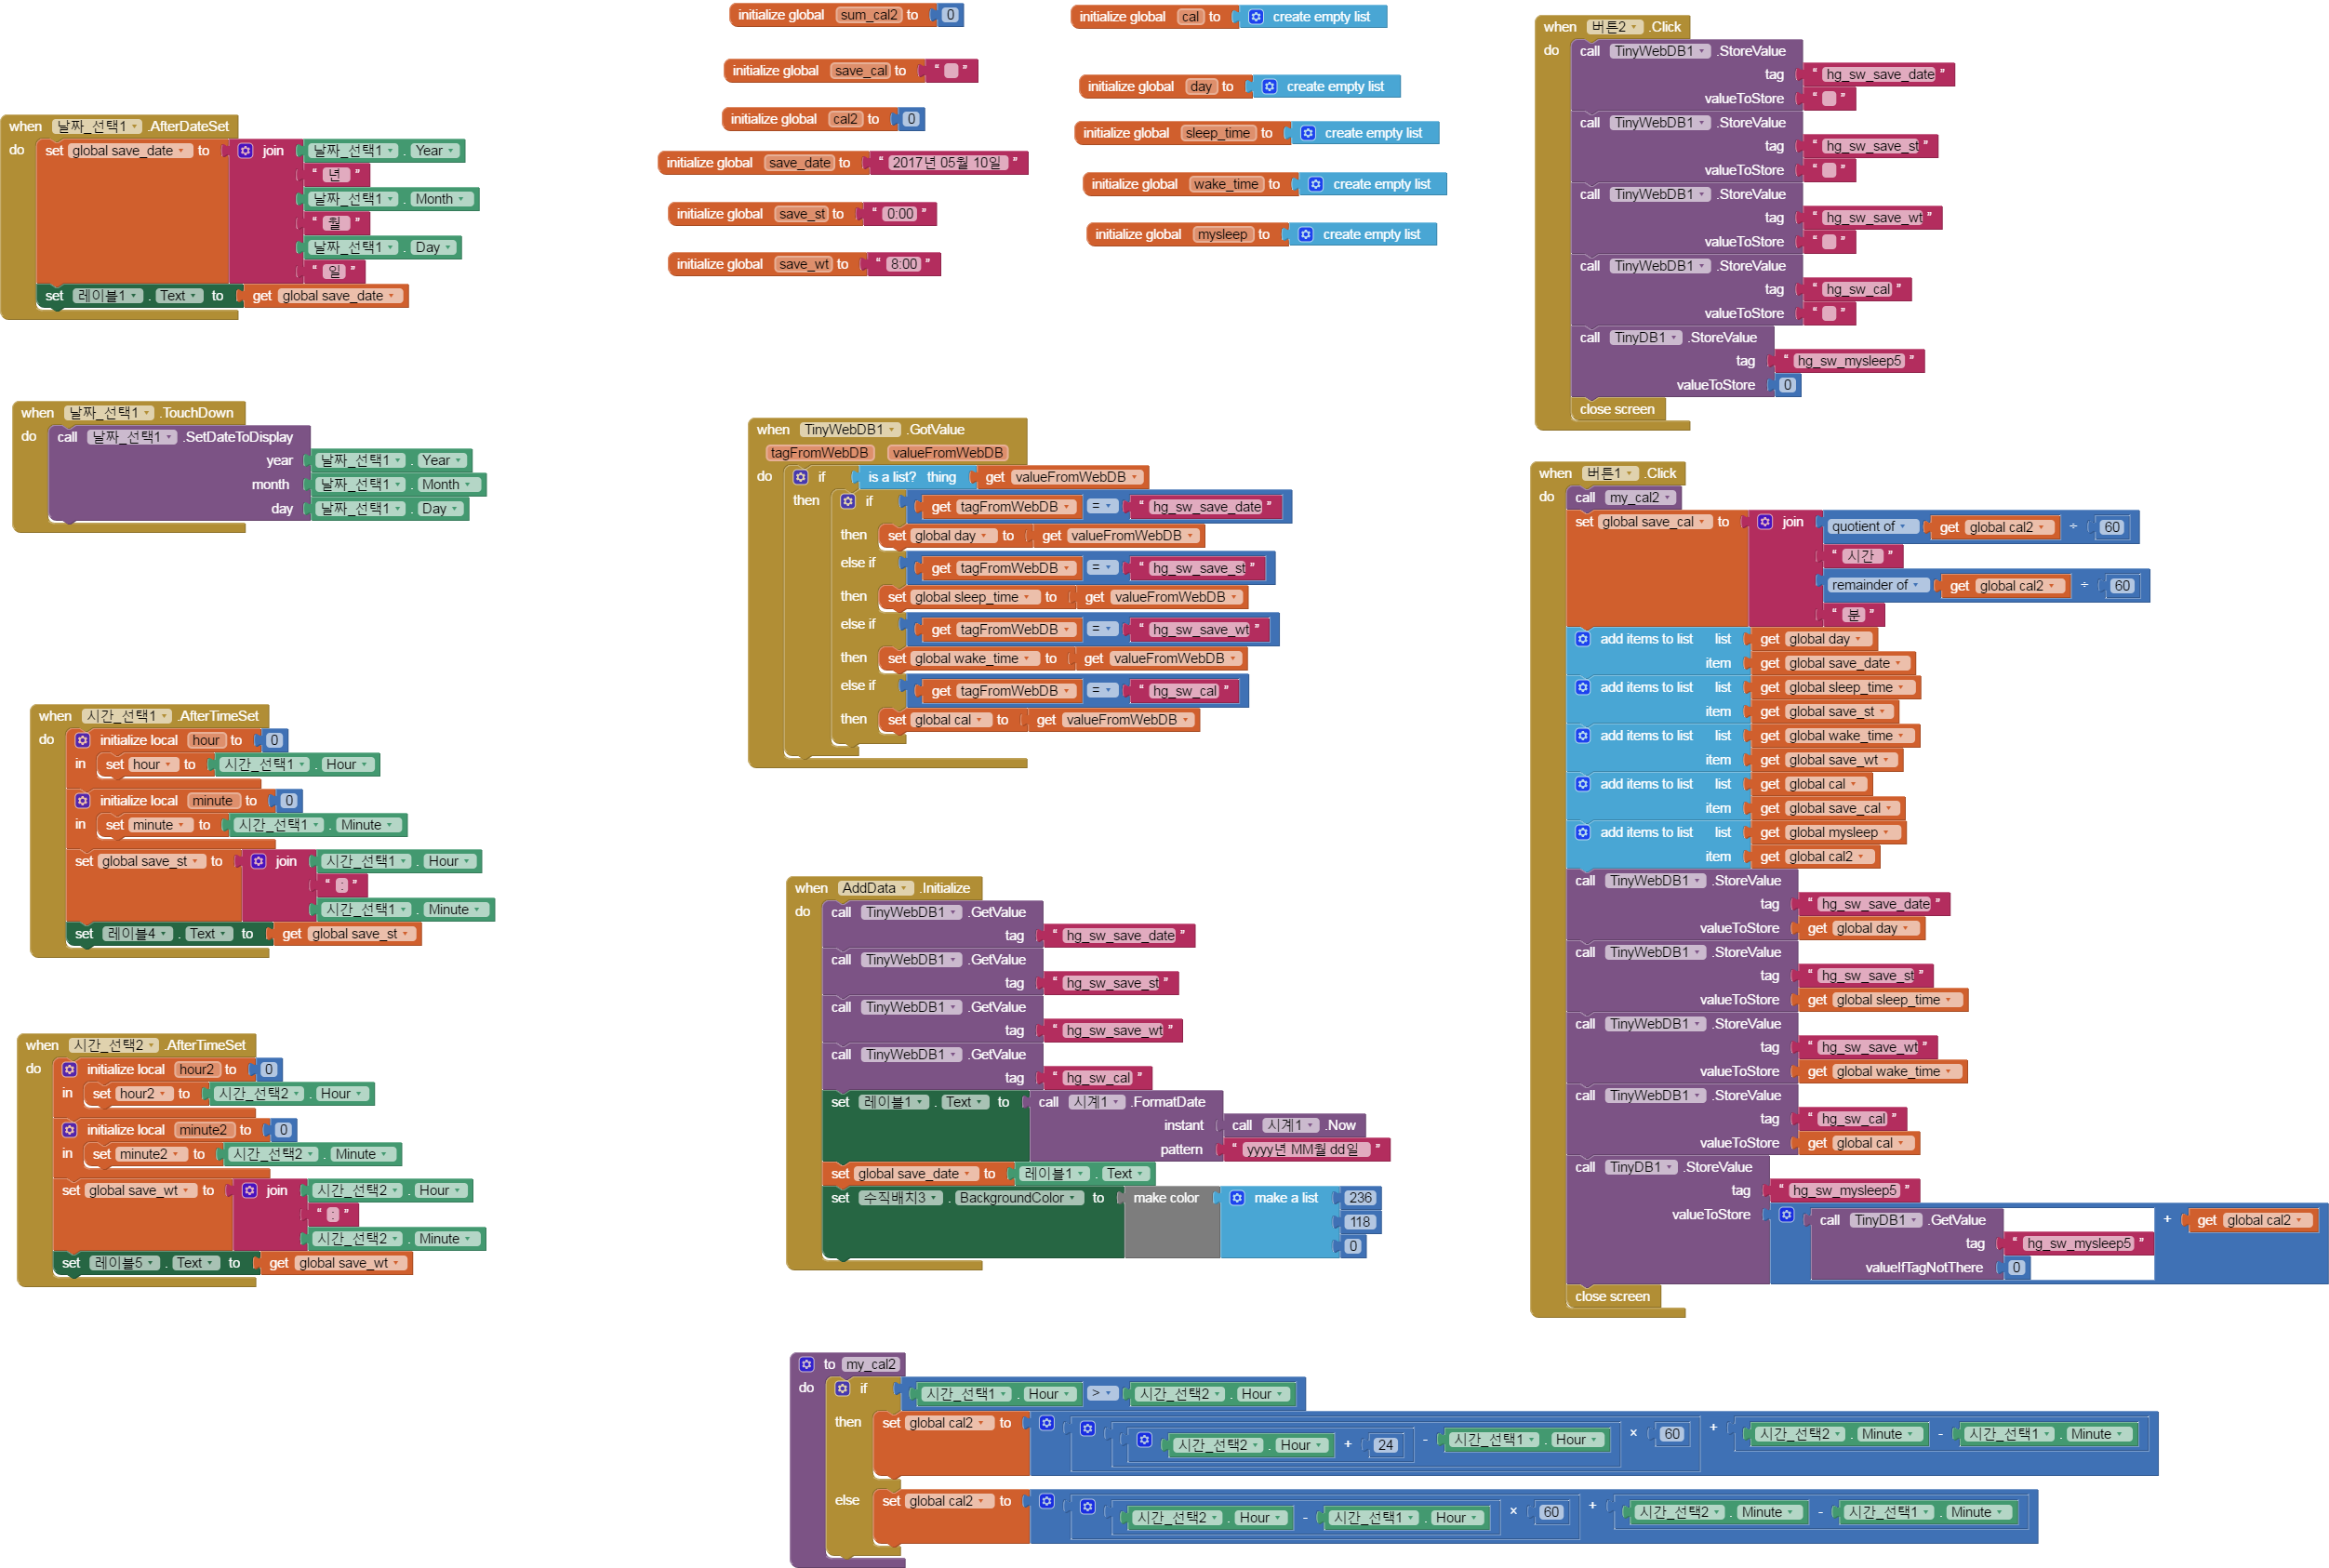 initialize global sum_cal2 to 0
initialize global save_cal to " "
initialize global cal2 to 0
initialize global save_date to " 2017년 05월 10일 "
initialize global save_st to " 0:00 "
initialize global save_wt to " 8:00 "
initialize global cal to create empty list
initialize global day to create empty list
initialize global sleep_time to create empty list
initialize global wake_time to create empty list
initialize global mysleep to create empty list
when 날짜_선택1 .AfterDateSet
do set global save_date to join 날짜_선택1 . Year
" 년 "
날짜_선택1 . Month
" 월 "
날짜_선택1 . Day
" 일 "
set 레이블1 . Text to get global save_date
when 날짜_선택1 .TouchDown
do call 날짜_선택1 .SetDateToDisplay
year 날짜_선택1 . Year
month 날짜_선택1 . Month
day 날짜_선택1 . Day
when 시간_선택1 .AfterTimeSet
do initialize local hour to 0
in set hour to 시간_선택1 . Hour
initialize local minute to 0
in set minute to 시간_선택1 . Minute
set global save_st to join 시간_선택1 . Hour
" : "
시간_선택1 . Minute
set 레이블4 . Text to get global save_st
when 시간_선택2 .AfterTimeSet
do initialize local hour2 to 0
in set hour2 to 시간_선택2 . Hour
initialize local minute2 to 0
in set minute2 to 시간_선택2 . Minute
set global save_wt to join 시간_선택2 . Hour
" : "
시간_선택2 . Minute
set 레이블5 . Text to get global save_wt
when TinyWebDB1 .GotValue
tagFromWebDB valueFromWebDB
do if is a list? thing get valueFromWebDB
then if get tagFromWebDB = " hg_sw_save_date "
then set global day to get valueFromWebDB
else if get tagFromWebDB = " hg_sw_save_st "
then set global sleep_time to get valueFromWebDB
else if get tagFromWebDB = " hg_sw_save_wt "
then set global wake_time to get valueFromWebDB
else if get tagFromWebDB = " hg_sw_cal "
then set global cal to get valueFromWebDB
when AddData .Initialize
do call TinyWebDB1 .GetValue
tag " hg_sw_save_date "
call TinyWebDB1 .GetValue
tag " hg_sw_save_st "
call TinyWebDB1 .GetValue
tag " hg_sw_save_wt "
call TinyWebDB1 .GetValue
tag " hg_sw_cal "
set 레이블1 . Text to call 시계1 .FormatDate
instant call 시계1 .Now
pattern " yyyy년 MM월 dd일 "
set global save_date to 레이블1 . Text
set 수직배치3 . BackgroundColor to make color make a list 236
118
0
when 버튼2 .Click
do call TinyWebDB1 .StoreValue
tag " hg_sw_save_date "
valueToStore " "
call TinyWebDB1 .StoreValue
tag " hg_sw_save_st "
valueToStore " "
call TinyWebDB1 .StoreValue
tag " hg_sw_save_wt "
valueToStore " "
call TinyWebDB1 .StoreValue
tag " hg_sw_cal "
valueToStore " "
call TinyDB1 .StoreValue
tag " hg_sw_mysleep5 "
valueToStore 0
close screen
when 버튼1 .Click
do call my_cal2
set global save_cal to join quotient of get global cal2 ÷ 60
" 시간 "
remainder of get global cal2 ÷ 60
" 분 "
add items to list list get global day
item get global save_date
add items to list list get global sleep_time
item get global save_st
add items to list list get global wake_time
item get global save_wt
add items to list list get global cal
item get global save_cal
add items to list list get global mysleep
item get global cal2
call TinyWebDB1 .StoreValue
tag " hg_sw_save_date "
valueToStore get global day
call TinyWebDB1 .StoreValue
tag " hg_sw_save_st "
valueToStore get global sleep_time
call TinyWebDB1 .StoreValue
tag " hg_sw_save_wt "
valueToStore get global wake_time
call TinyWebDB1 .StoreValue
tag " hg_sw_cal "
valueToStore get global cal
call TinyDB1 .StoreValue
tag " hg_sw_mysleep5 "
valueToStore call TinyDB1 .GetValue + get global cal2
tag " hg_sw_mysleep5 "
valueIfTagNotThere 0
close screen
to my_cal2
do if 시간_선택1 . Hour > 시간_선택2 . Hour
then set global cal2 to 시간_선택2 . Hour + 24 - 시간_선택1 . Hour × 60 + 시간_선택2 . Minute - 시간_선택1 . Minute
else set global cal2 to 시간_선택2 . Hour - 시간_선택1 . Hour × 60 + 시간_선택2 . Minute - 시간_선택1 . Minute